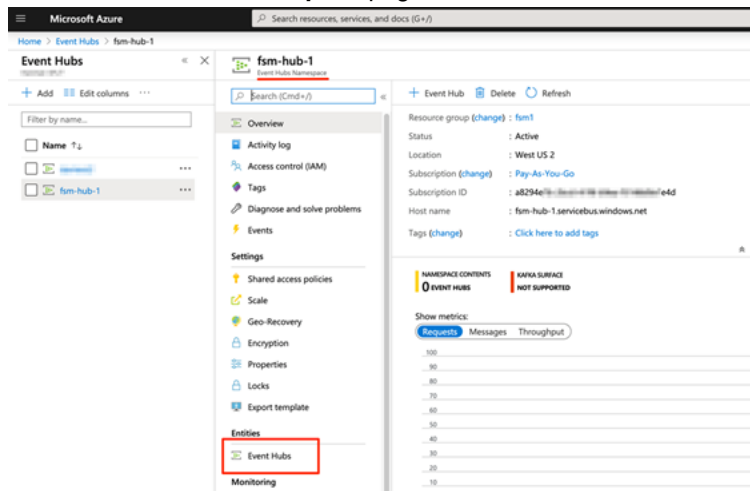 Microsoft Azure
Search resources, services, and docs (G+/)
Home > Event Hubs > fsm-hub-1
Event Hubs
fsm-hub-1
Event Hubs Namespace
+ Add Edit columns ...
Search (Cmd+/)
+ Event Hub Delete Refresh
Filter by name...
Name ↑↓
fsm-hub-1
Overview
Activity log
Access control (IAM)
Tags
Diagnose and solve problems
Events
Settings
Shared access policies
Scale
Geo-Recovery
Encryption
Properties
Locks
Export template
Entities
Event Hubs
Monitoring
Resource group (change) : fsm1
Status : Active
Location : West US 2
Subscription (change) : Pay-As-You-Go
Subscription ID : a8294e e4d
Host name : fsm-hub-1.servicebus.windows.net
Tags (change) : Click here to add tags
NAMESPACE CONTENTS
0 EVENT HUBS
KAFKA SURFACE
NOT SUPPORTED
Show metrics:
Requests Messages Throughput
100
90
80
70
60
50
40
30
20
10